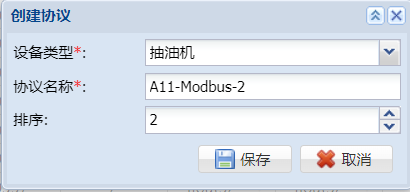 创建协议
设备类型*: 抽油机
协议名称*: A11-Modbus-2
排序: 2
保存 取消